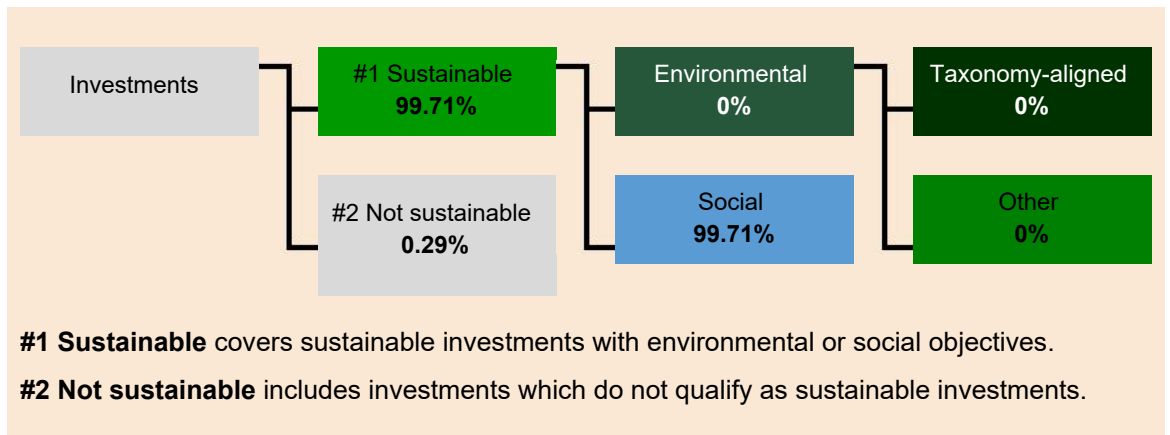 Investments
#1 Sustainable
99.71%
Environmental
0%
Taxonomy-aligned
0%
#2 Not sustainable
0.29%
Social
99.71%
Other
0%
#1 Sustainable covers sustainable investments with environmental or social objectives.
#2 Not sustainable includes investments which do not qualify as sustainable investments.